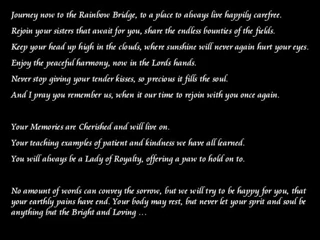 Journey now to the Rainbow Bridge, to a place to always live happily carefree.
Rejoin your sisters that await for you, share the endless bounties of the fields.
Keep your head up high in the clouds, where sunshine will never again hurt your eyes.
Enjoy the peaceful harmony, now in the Lords hands.
Never stop giving your tender kisses, so precious it fills the soul.
And I pray you remember us, when it our time to rejoin with you once again.
Your Memories are Cherished and will live on.
Your teaching examples of patient and kindness we have all learned.
You will always be a Lady of Royalty, offering a paw to hold on to.
No amount of words can convey the sorrow, but we will try to be happy for you, that
your earthly pains have end. Your body may rest, but never let your sprit and soul be
anything but the Bright and Loving ...